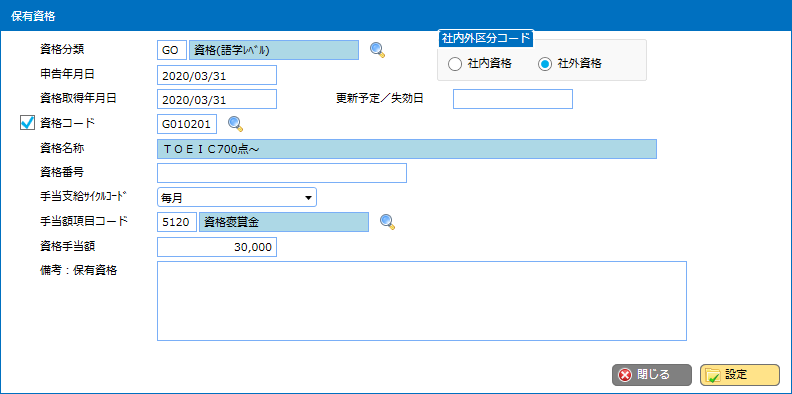 保有資格
資格分類 GO 資格(語学ﾚﾍﾞﾙ)
社内外区分コード
社内資格 社外資格
申告年月日 2020/03/31
資格取得年月日 2020/03/31 更新予定／失効日
資格コード G010201
資格名称 ＴＯＥＩＣ700点～
資格番号
手当支給ｻｲｸﾙｺｰﾄﾞ 毎月
手当額項目コード 5120 資格褒賞金
資格手当額 30,000
備考：保有資格
閉じる 設定